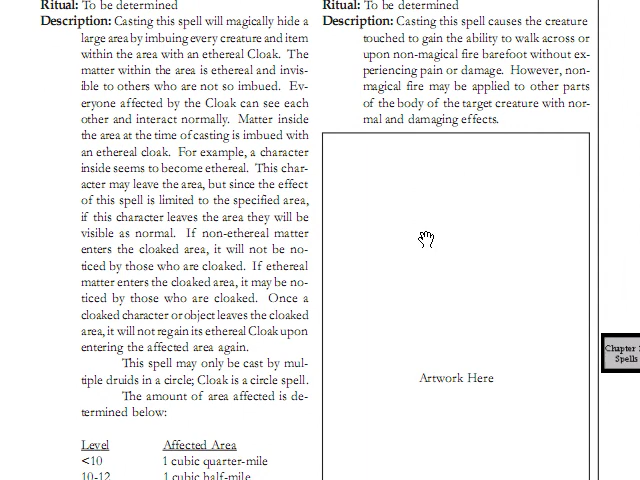 Ritual: To be determined
Description: Casting this spell will magically hide a
large area by imbuing every creature and item
within the area with an ethereal Cloak. The
matter within the area is ethereal and invis-
ible to others who are not so imbued. Ev-
eryone affected by the Cloak can see each
other and interact normally. Matter inside
the area at the time of casting is imbued with
an ethereal cloak. For example, a character
inside seems to become ethereal. This char-
acter may leave the area, but since the effect
of this spell is limited to the specified area,
if this character leaves the area they will be
visible as normal. If non-ethereal matter
enters the cloaked area, it will not be no-
ticed by those who are cloaked. If ethereal
matter enters the cloaked area, it may be no-
ticed by those who are cloaked. Once a
cloaked character or object leaves the cloaked
area, it will not regain its ethereal Cloak upon
entering the affected area again.
This spell may only be cast by mul-
tiple druids in a circle; Cloak is a circle spell.
The amount of area affected is de-
termined below:
Level Affected Area
<10 1 cubic quarter-mile
10-12 1 cubic half-mile
Ritual: To be determined
Description: Casting this spell causes the creature
touched to gain the ability to walk across or
upon non-magical fire barefoot without ex-
periencing pain or damage. However, non-
magical fire may be applied to other parts
of the body of the target creature with nor-
mal and damaging effects.
Artwork Here
Chapter
Spells